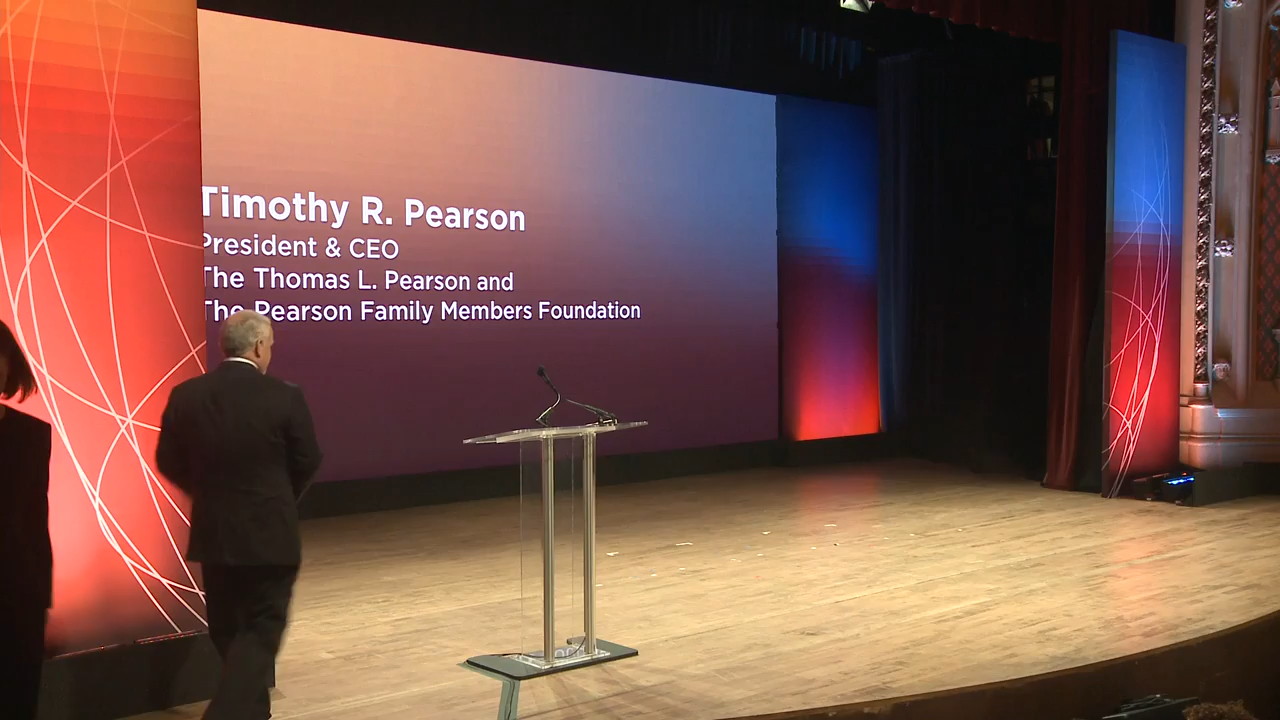 Timothy R. Pearson
President & CEO
The Thomas L. Pearson and
The Pearson Family Members Foundation